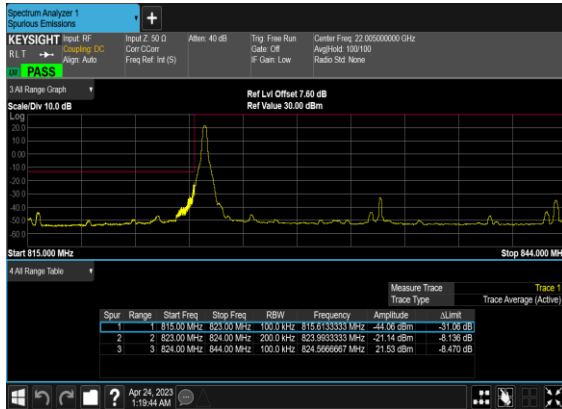 Spectrum Analyzer 1
Spurious Emissions
KEYSIGHT Input: RF Input Z: 50 Ω Atten: 40 dB Trig: Free Run Center Freq: 22.005000000 GHz
RLT Coupling: DC Corr CCorr Gate: Off Avg|Hold: 100/100
Align: Auto Freq Ref: Int (S) IF Gain: Low Radio Std: None
PASS
3 All Range Graph
Ref Lvl Offset 7.60 dB
Scale/Div 10.0 dB Ref Value 30.00 dBm
Log
20.0
10.0
0.00
-10.0
-20.0
-30.0
-40.0
-50.0
-60.0
Start 815.000 MHz Stop 844.000 MH
4 All Range Table
Measure Trace Trace 1
Trace Type Trace Average (Active)
Spur Range Start Freq Stop Freq RBW Frequency Amplitude ΔLimit
1 1 815.00 MHz 823.00 MHz 100.0 kHz 815.6133333 MHz -44.06 dBm -31.06 dB
2 2 823.00 MHz 824.00 MHz 200.0 kHz 823.9933333 MHz -21.14 dBm -8.136 dB
3 3 824.00 MHz 844.00 MHz 100.0 kHz 824.5666667 MHz 21.53 dBm -8.470 dB
Apr 24, 2023
1:19:44 AM